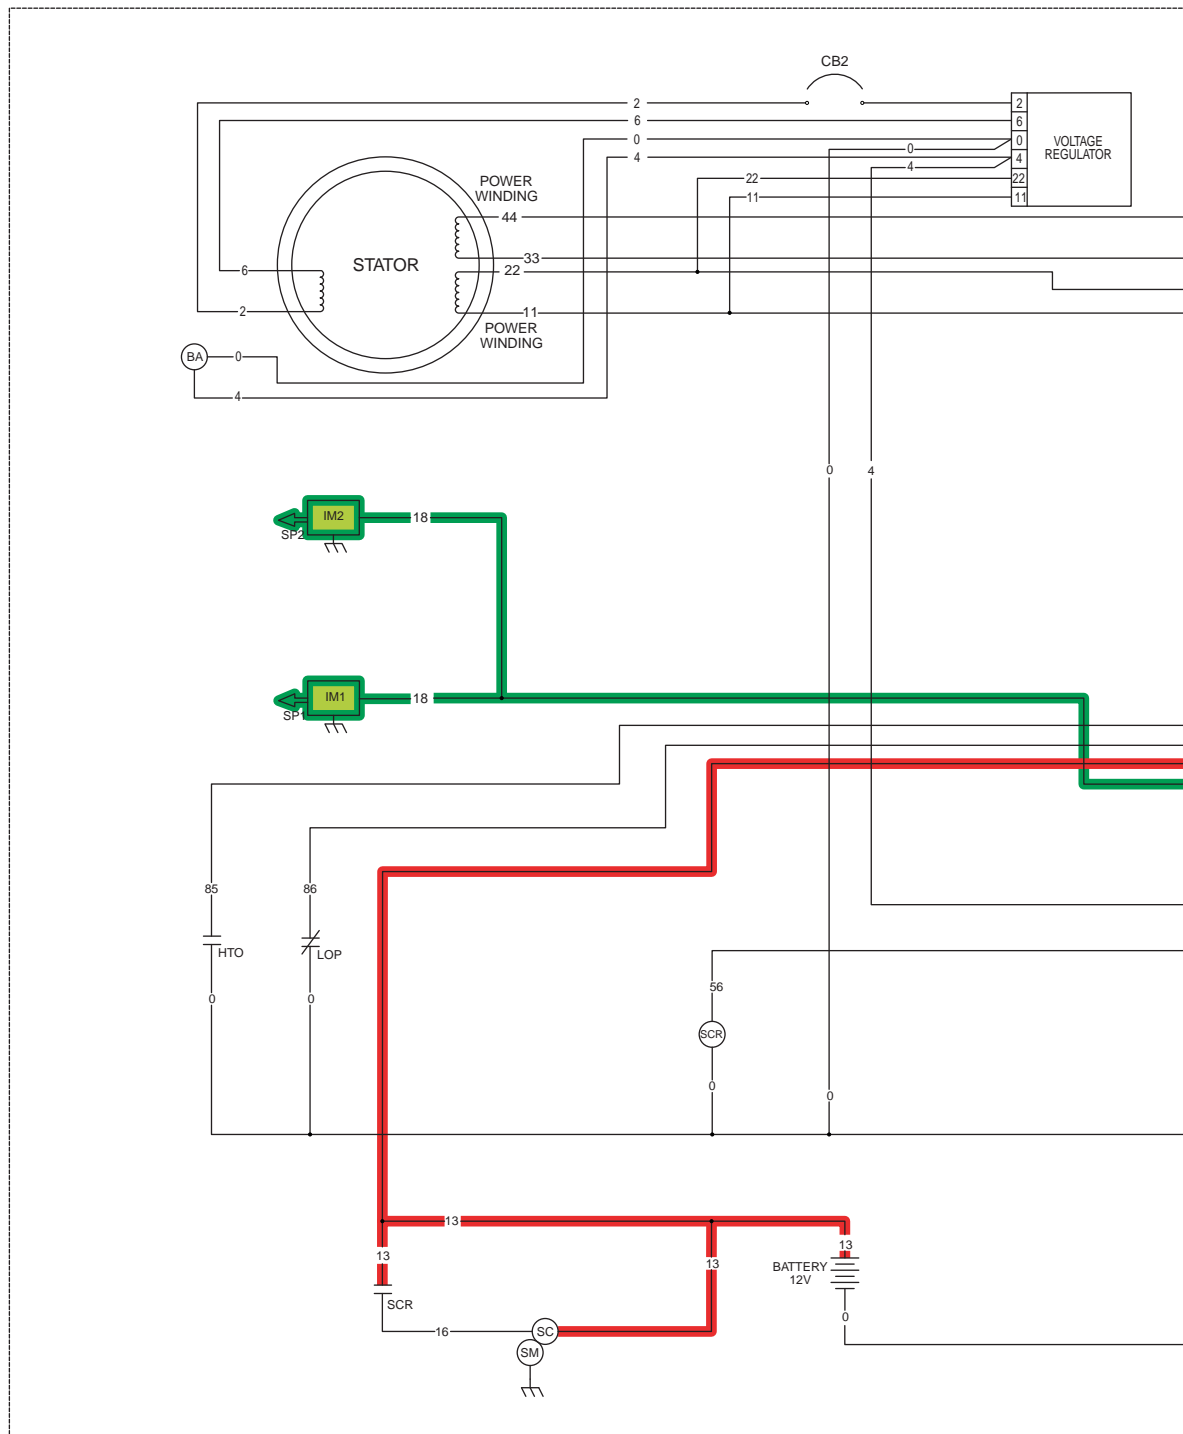 CB2
2
2
6
6
0
0
0
VOLTAGE
REGULATOR
4
4
4
22
22
11
11
POWER
WINDING
44
STATOR
33
22
6
11
2
POWER
WINDING
BA
0
4
0
4
IM2
18
SP2
IM1
18
SP1
85
86
HTO
LOP
56
0
0
SCR
0
0
13
13
13
13
BATTERY
12V
SCR
0
16
SC
SM